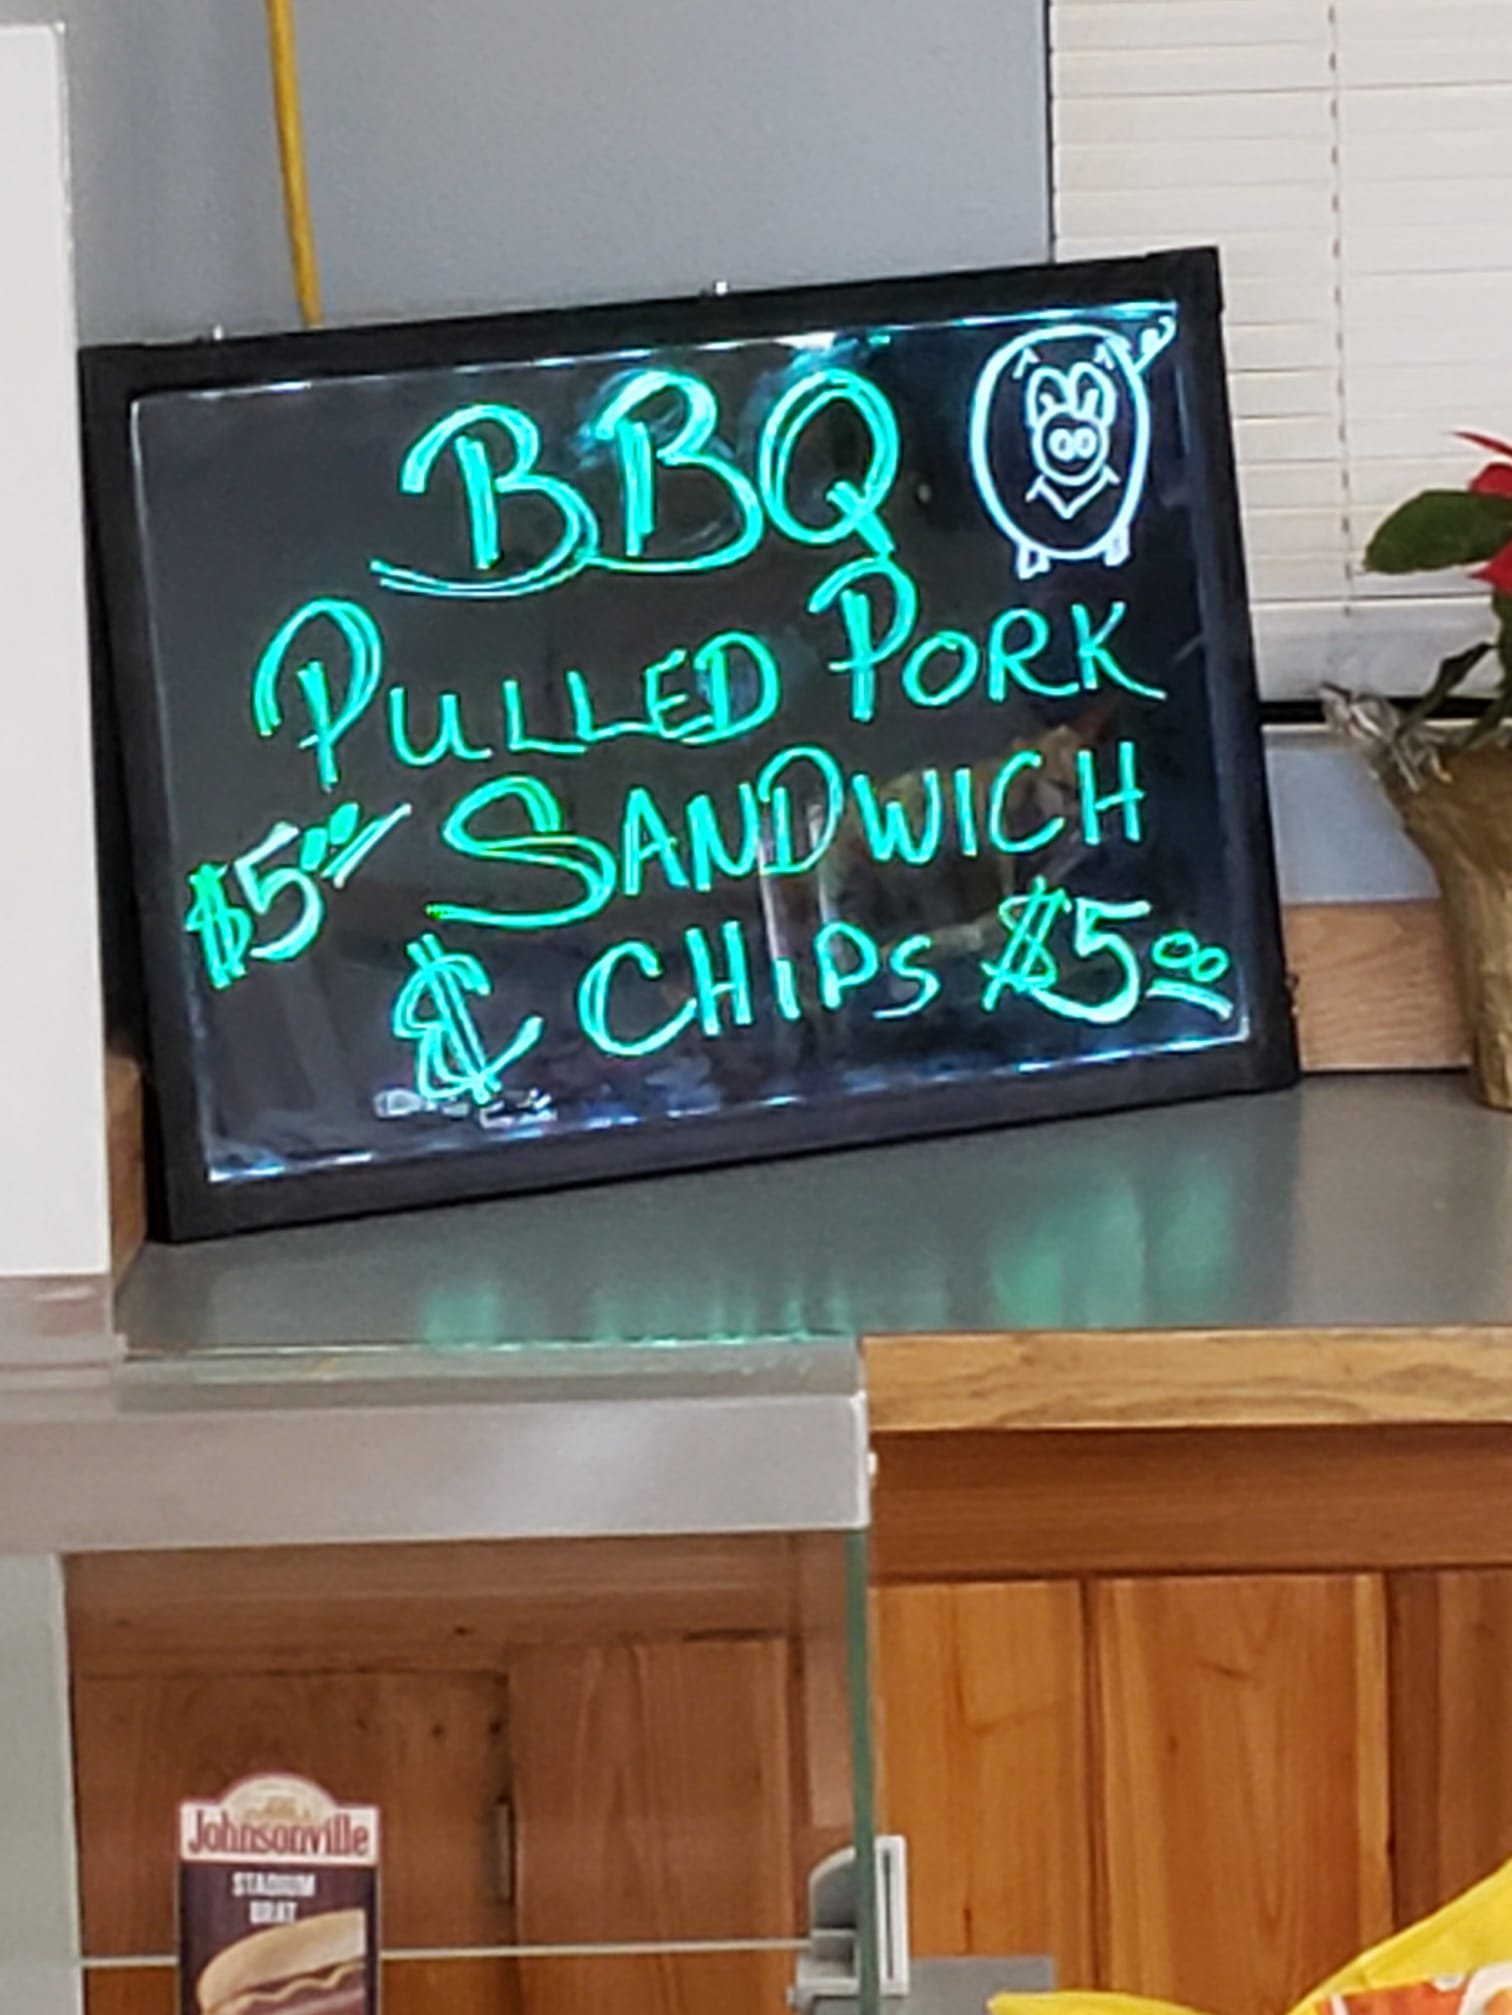 BBQ
PULLED PORK
$5.00 SANDWICH
& CHIPS $5.00
Johnsonville
STADIUM
BRAT